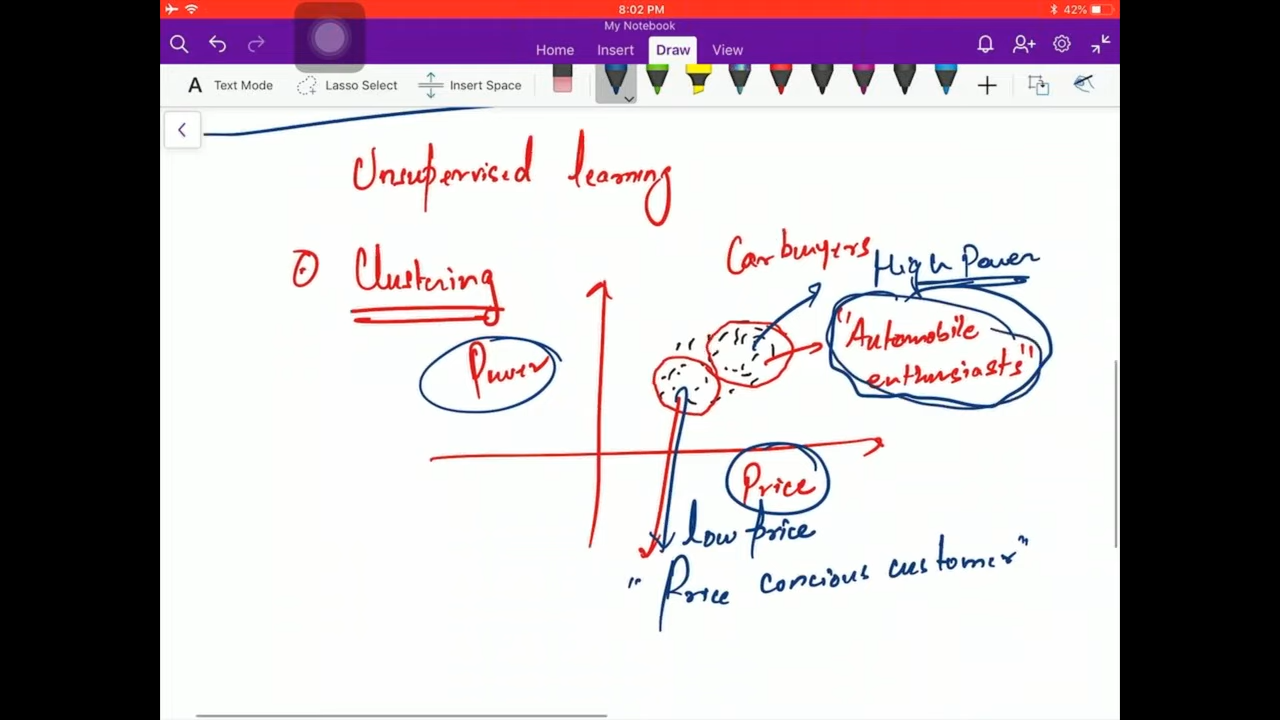 8:02 PM
42%
My Notebook
Home Insert Draw View
A Text Mode Lasso Select Insert Space
Unsupervised learning
Clustering
Car buyers
High Power
"Automobile
enthusiasts"
Power
Price
low price
"Price concious customer"